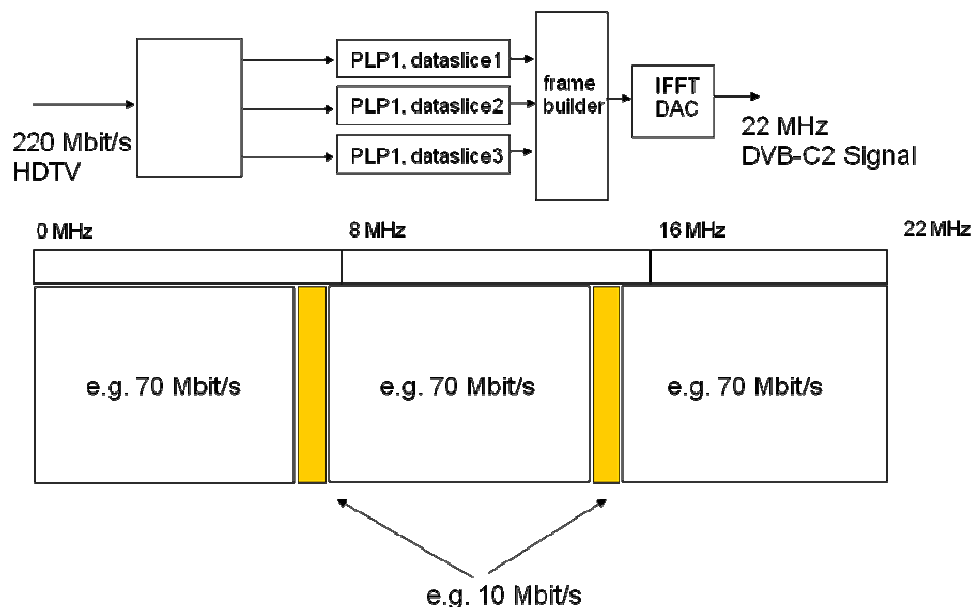 PLP1, dataslice1
PLP1, dataslice2
PLP1, dataslice3
frame
builder
IFFT
DAC
220 Mbit/s
HDTV
22 MHz
DVB-C2 Signal
0 MHz
8 MHz
16 MHz
22 MHz
e.g. 70 Mbit/s
e.g. 70 Mbit/s
e.g. 70 Mbit/s
e.g. 10 Mbit/s